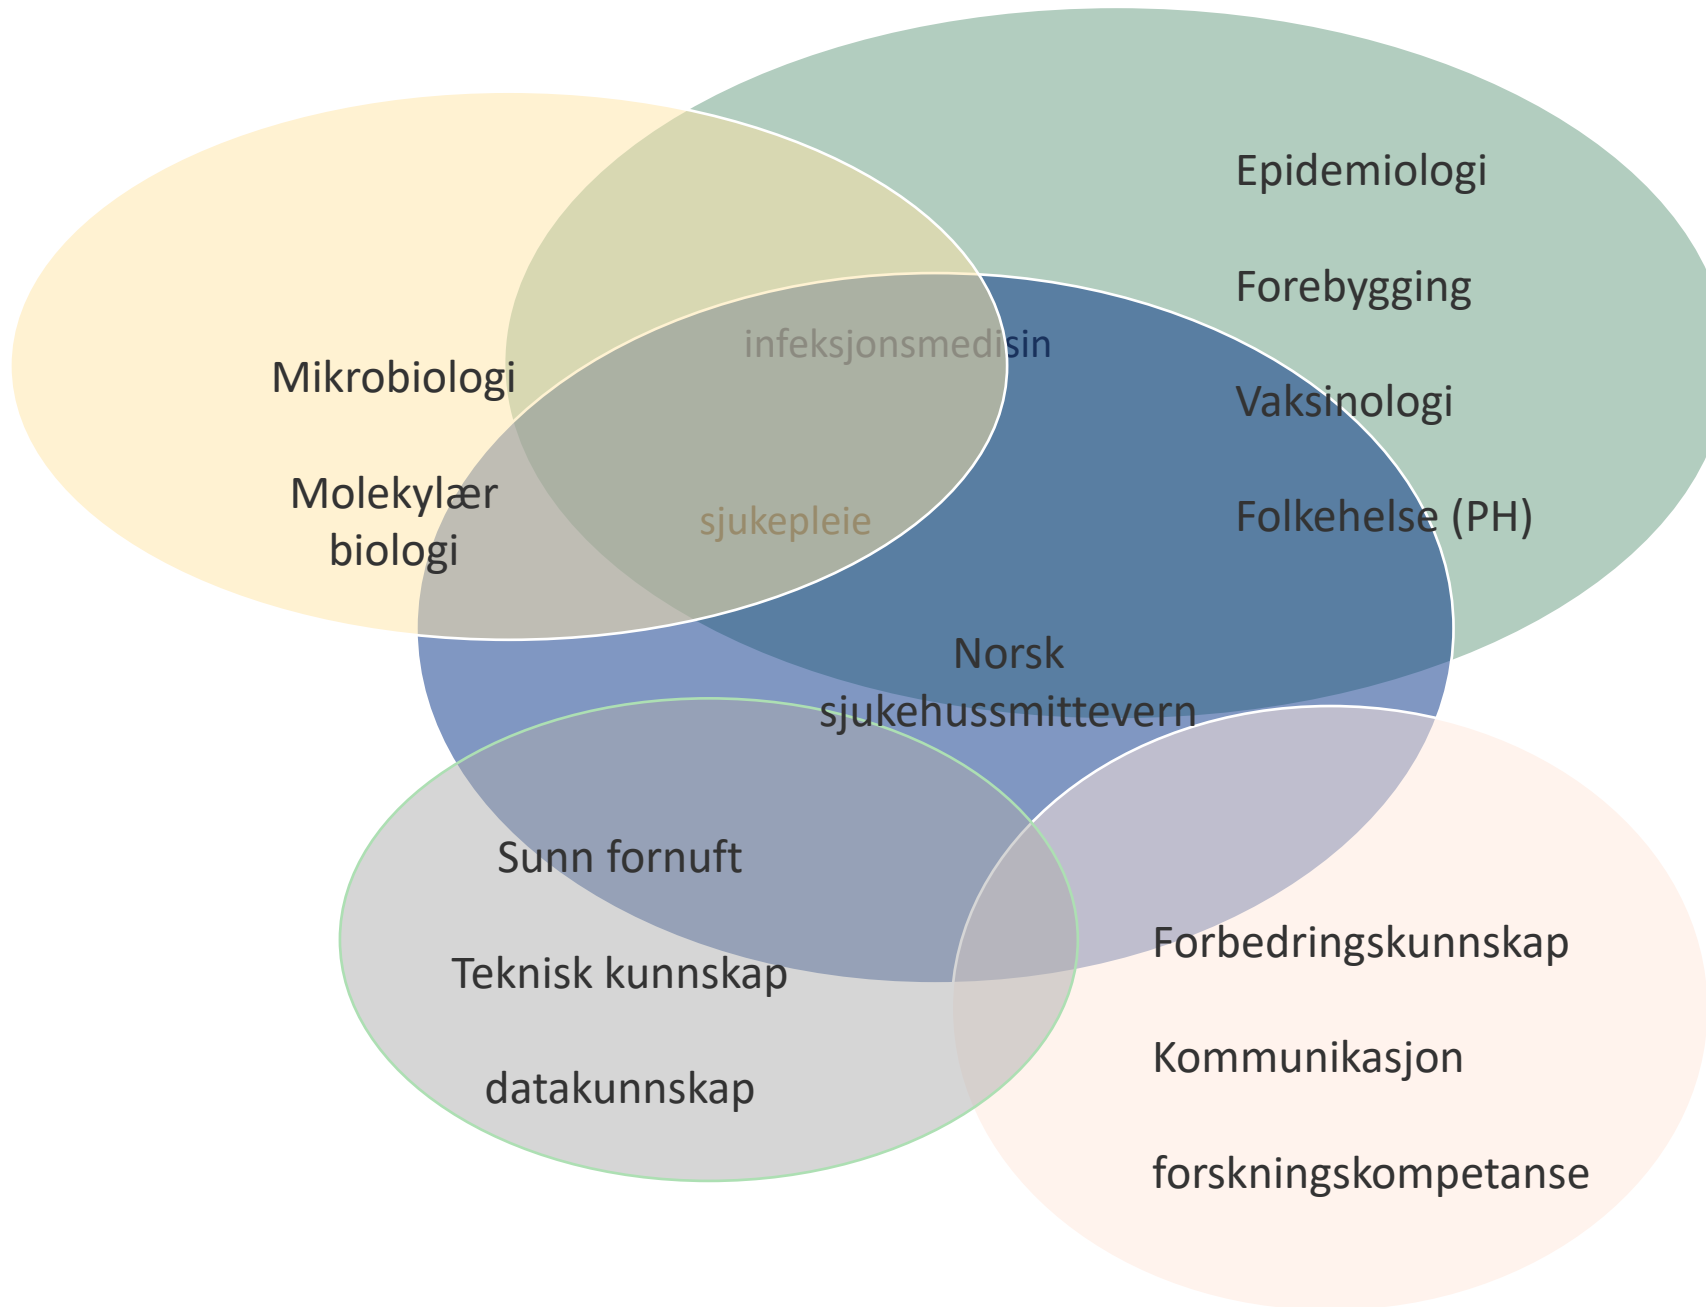 Epidemiologi
Forebygging
Vaksinologi
Folkehelse (PH)
infeksjonsmedisin
Mikrobiologi
Molekylær
biologi
sjukepleie
Norsk
sjukehussmittevern
Sunn fornuft
Teknisk kunnskap
datakunnskap
Forbedringskunnskap
Kommunikasjon
forskningskompetanse